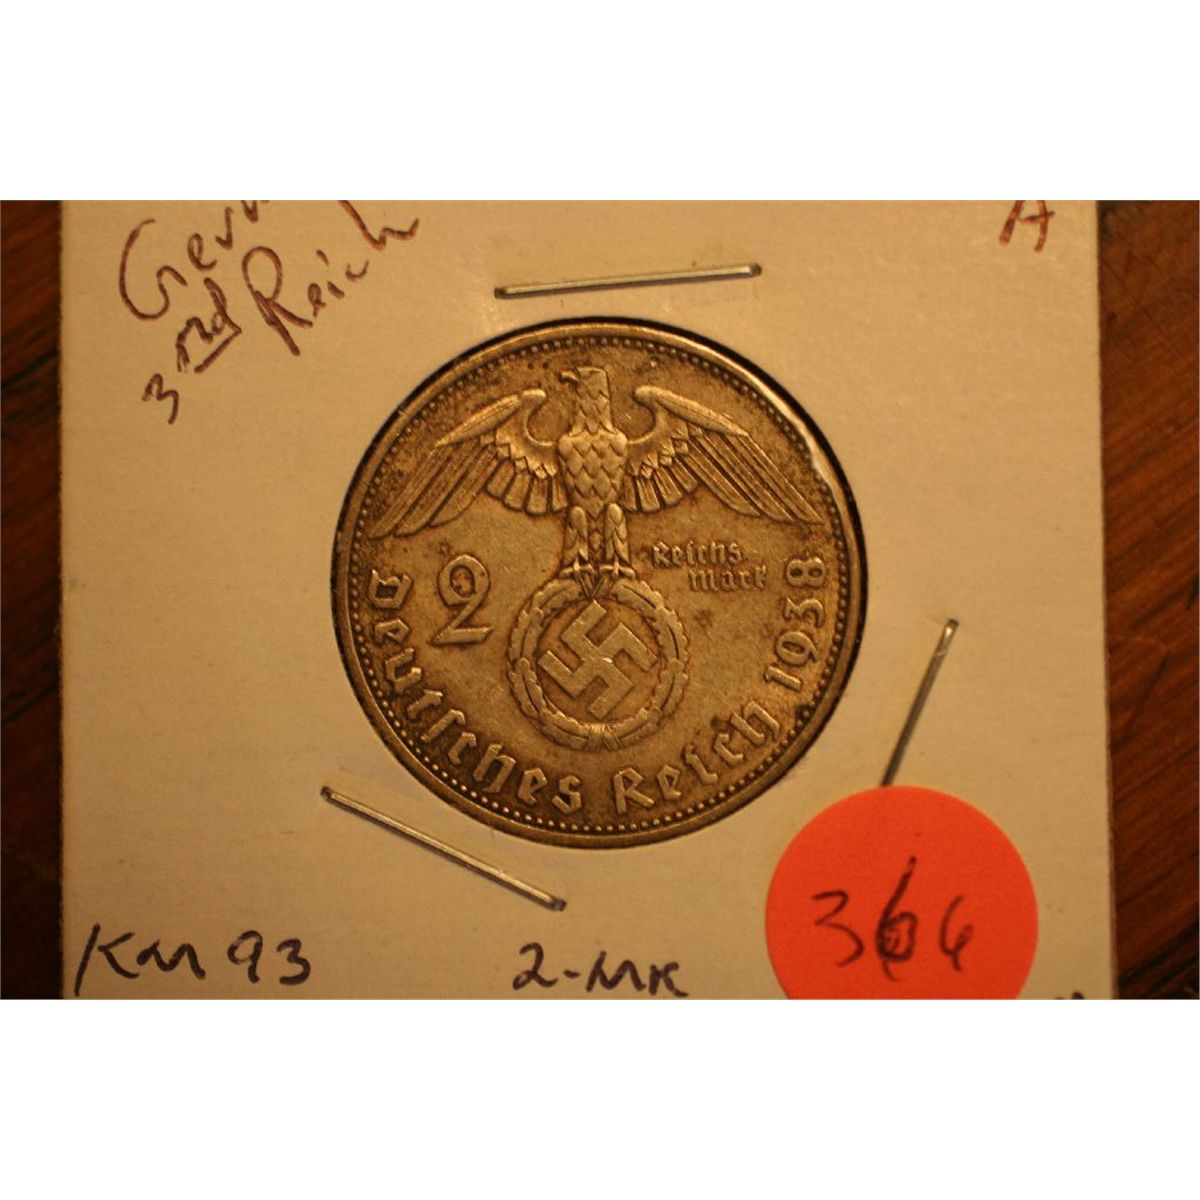 A
3rd Reich
2
Reichs
mark
Deutsches Reich 1938
KM 93
2-MK
366